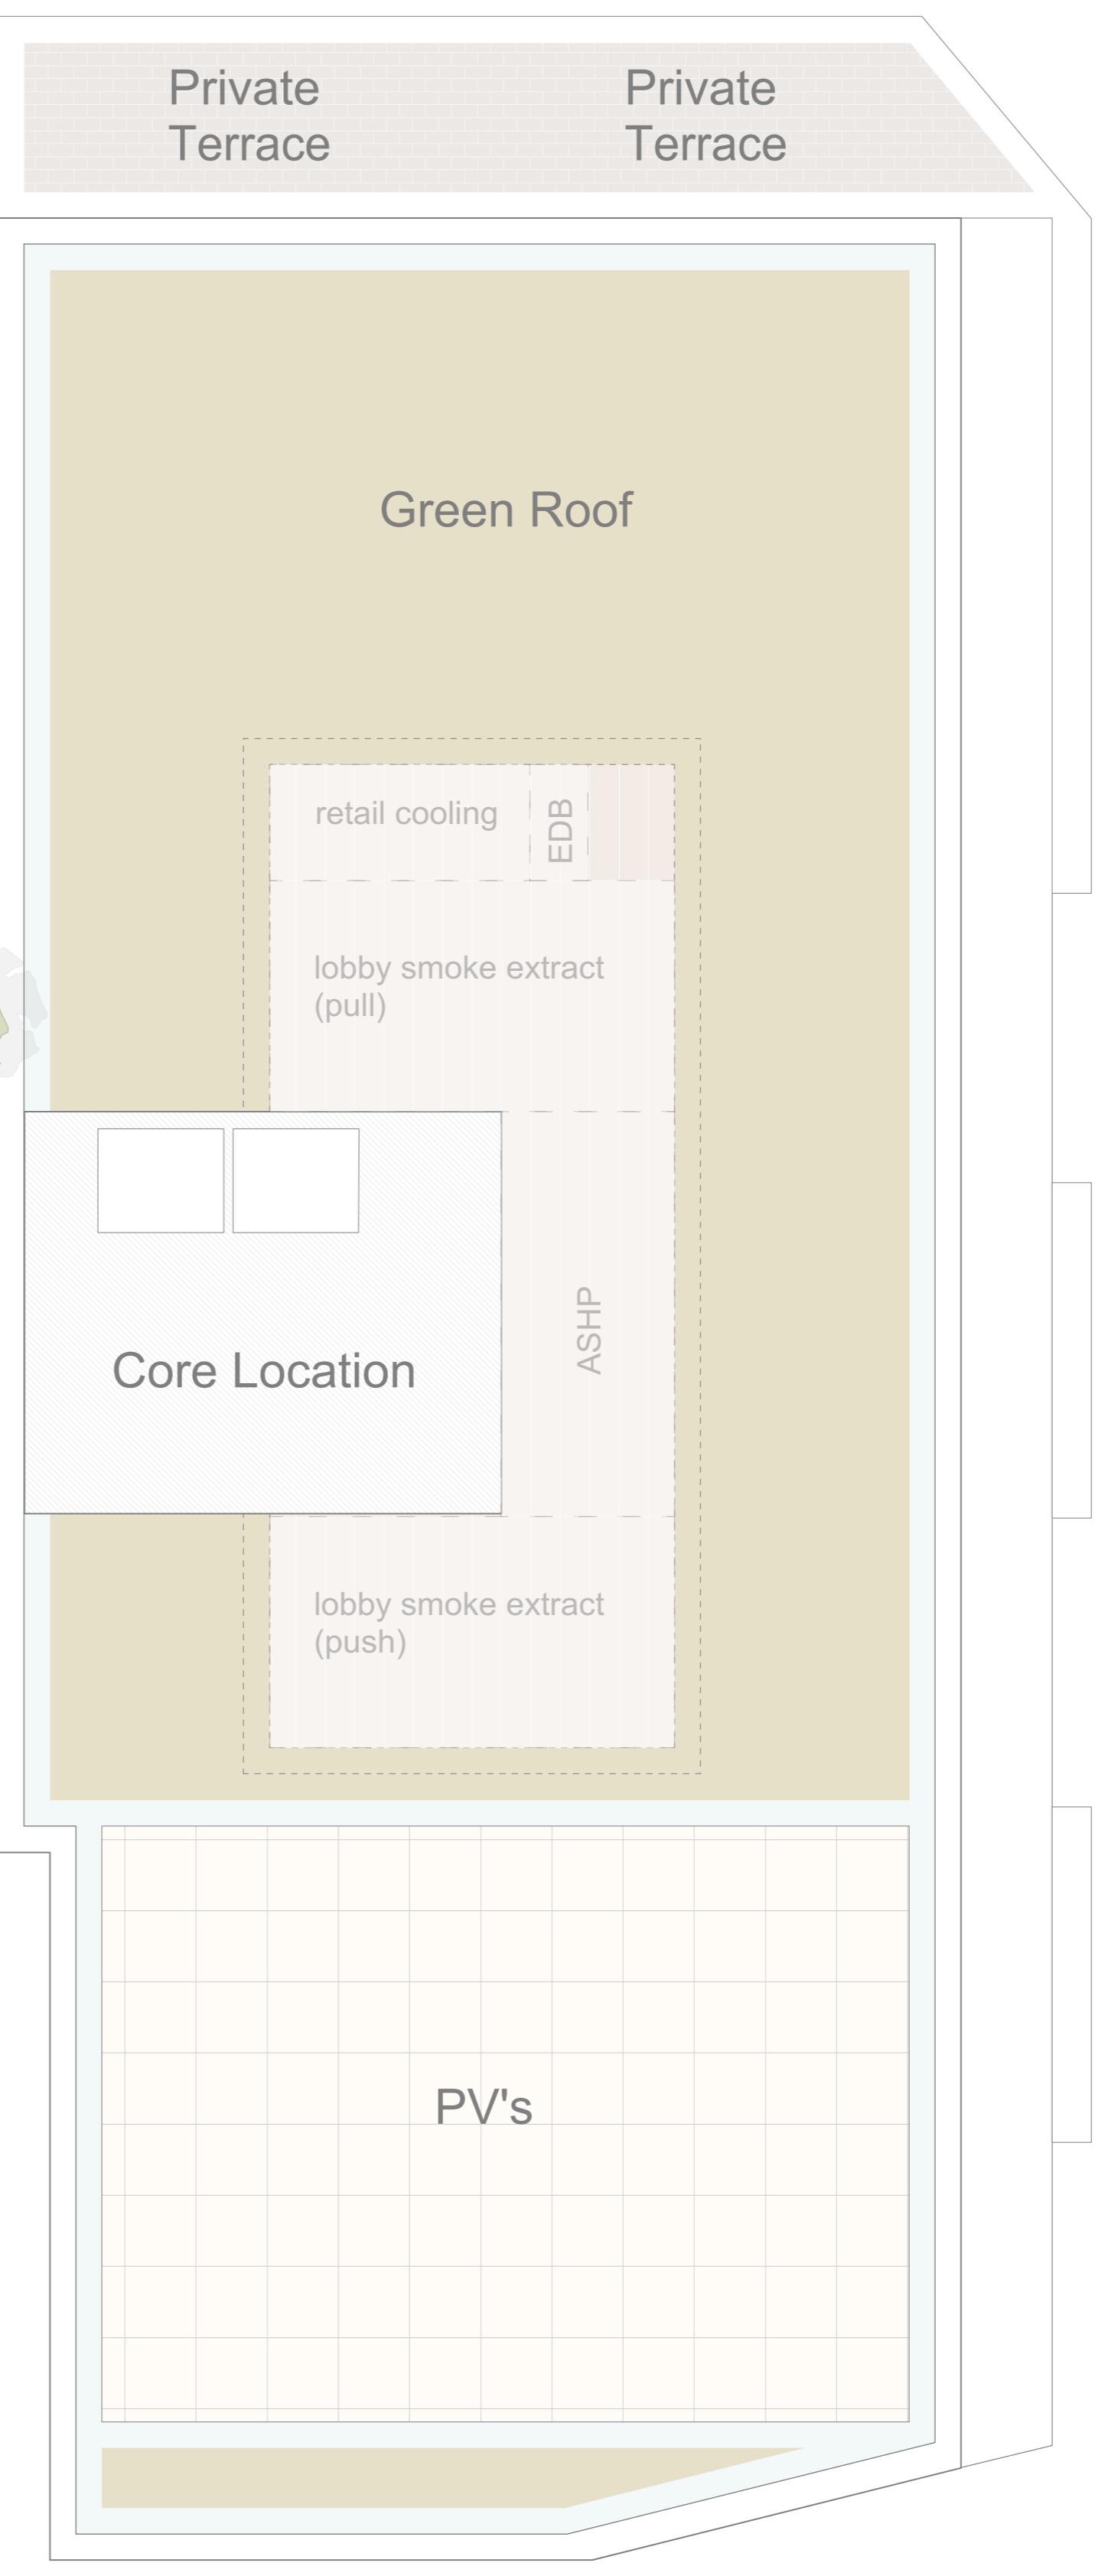 Private
Terrace
Private
Terrace
Green Roof
retail cooling
EDB
lobby smoke extract
(pull)
ASHP
Core Location
lobby smoke extract
(push)
PV's